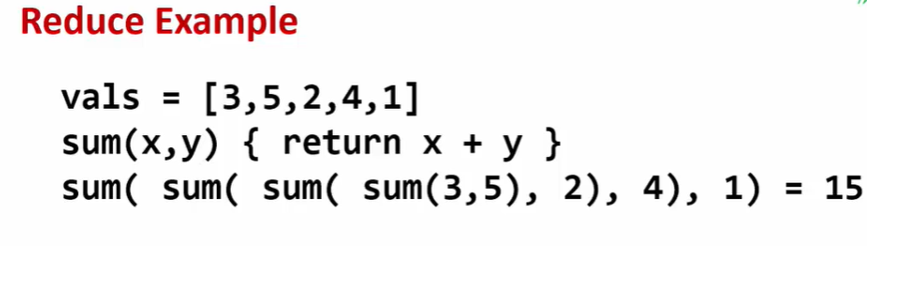 Reduce Example
vals = [3,5,2,4,1]
sum(x,y) { return x + y }
sum( sum( sum( sum(3,5), 2), 4), 1) = 15